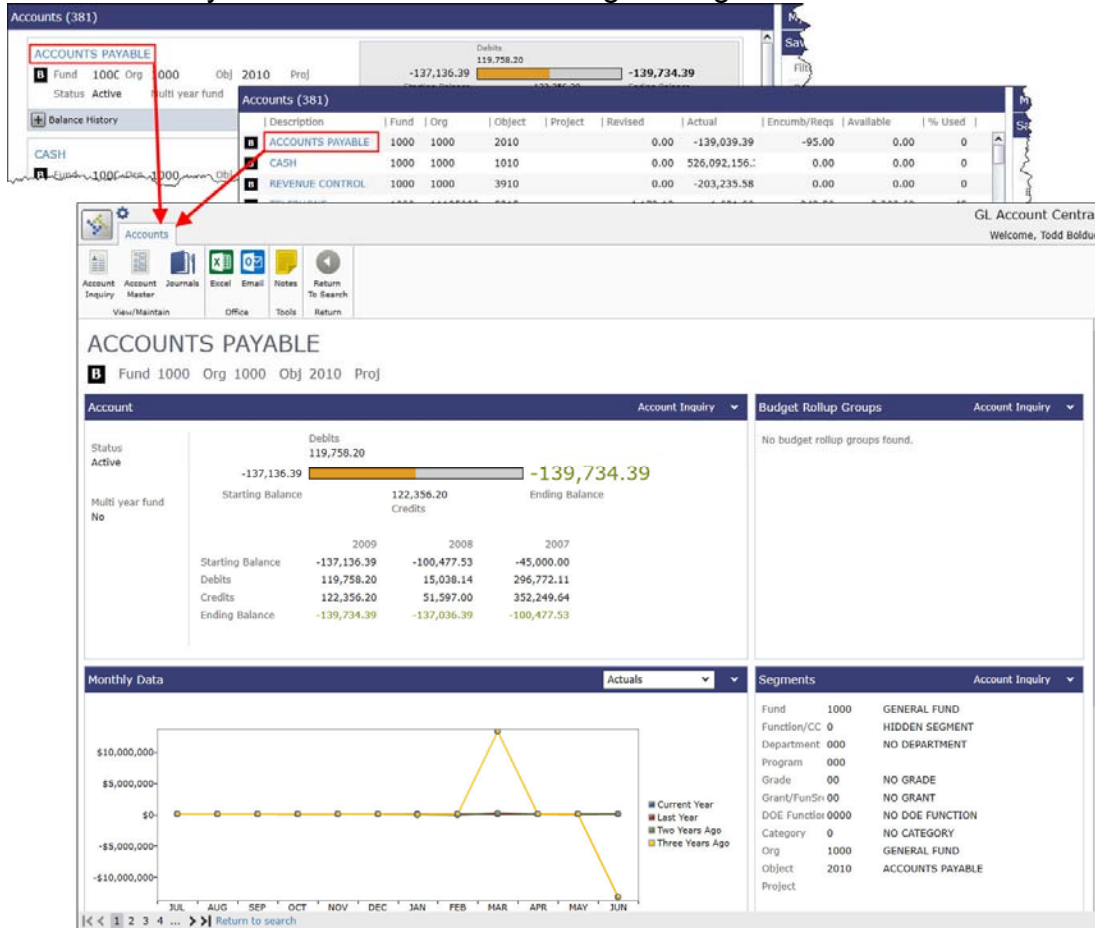 Accounts (381)
ACCOUNTS PAYABLE
B Fund 100C Org 1000 Obj 2010 Proj
Status Active Multi year fund
Debits
119,758.20
-137,136.39 -139,734.39
Balance History
CASH
Accounts (381)
Description | Fund | Org | Object | Project | Revised | Actual | Encumb/Reqs | Available | % Used |
B ACCOUNTS PAYABLE 1000 1000 2010 0.00 -139,039.39 -95.00 0.00 0
B CASH 1000 1000 1010 0.00 526,092,156.: 0.00 0.00 0
B REVENUE CONTROL 1000 1000 3910 0.00 -203,235.58 0.00 0.00 0
GL Account Centra
Accounts
Welcome, Todd Boldu
Account Inquiry
Account Master
Journals
Excel
Email
Notes
Return To Search
View/Maintain Office Tools Return
ACCOUNTS PAYABLE
B Fund 1000 Org 1000 Obj 2010 Proj
Account Account Inquiry
Status
Active
Multi year fund
No
Debits
119,758.20
-137,136.39 -139,734.39
Starting Balance 122,356.20 Ending Balance
Credits
2009 2008 2007
Starting Balance -137,136.39 -100,477.53 -45,000.00
Debits 119,758.20 15,038.14 296,772.11
Credits 122,356.20 51,597.00 352,249.64
Ending Balance -139,734.39 -137,036.39 -100,477.53
Budget Rollup Groups Account Inquiry
No budget rollup groups found.
Monthly Data Actuals
$10,000,000
$5,000,000
$0
-$5,000,000
-$10,000,000
JUL AUG SEP OCT NOV DEC JAN FEB MAR APR MAY JUN
Current Year
Last Year
Two Years Ago
Three Years Ago
Segments Account Inquiry
Fund 1000 GENERAL FUND
Function/CC 0 HIDDEN SEGMENT
Department 000 NO DEPARTMENT
Program 000
Grade 00 NO GRADE
Grant/FunSr 00 NO GRANT
DOE Function 0000 NO DOE FUNCTION
Category 0 NO CATEGORY
Org 1000 GENERAL FUND
Object 2010 ACCOUNTS PAYABLE
Project
|< < 1 2 3 4 ... > >| Return to search